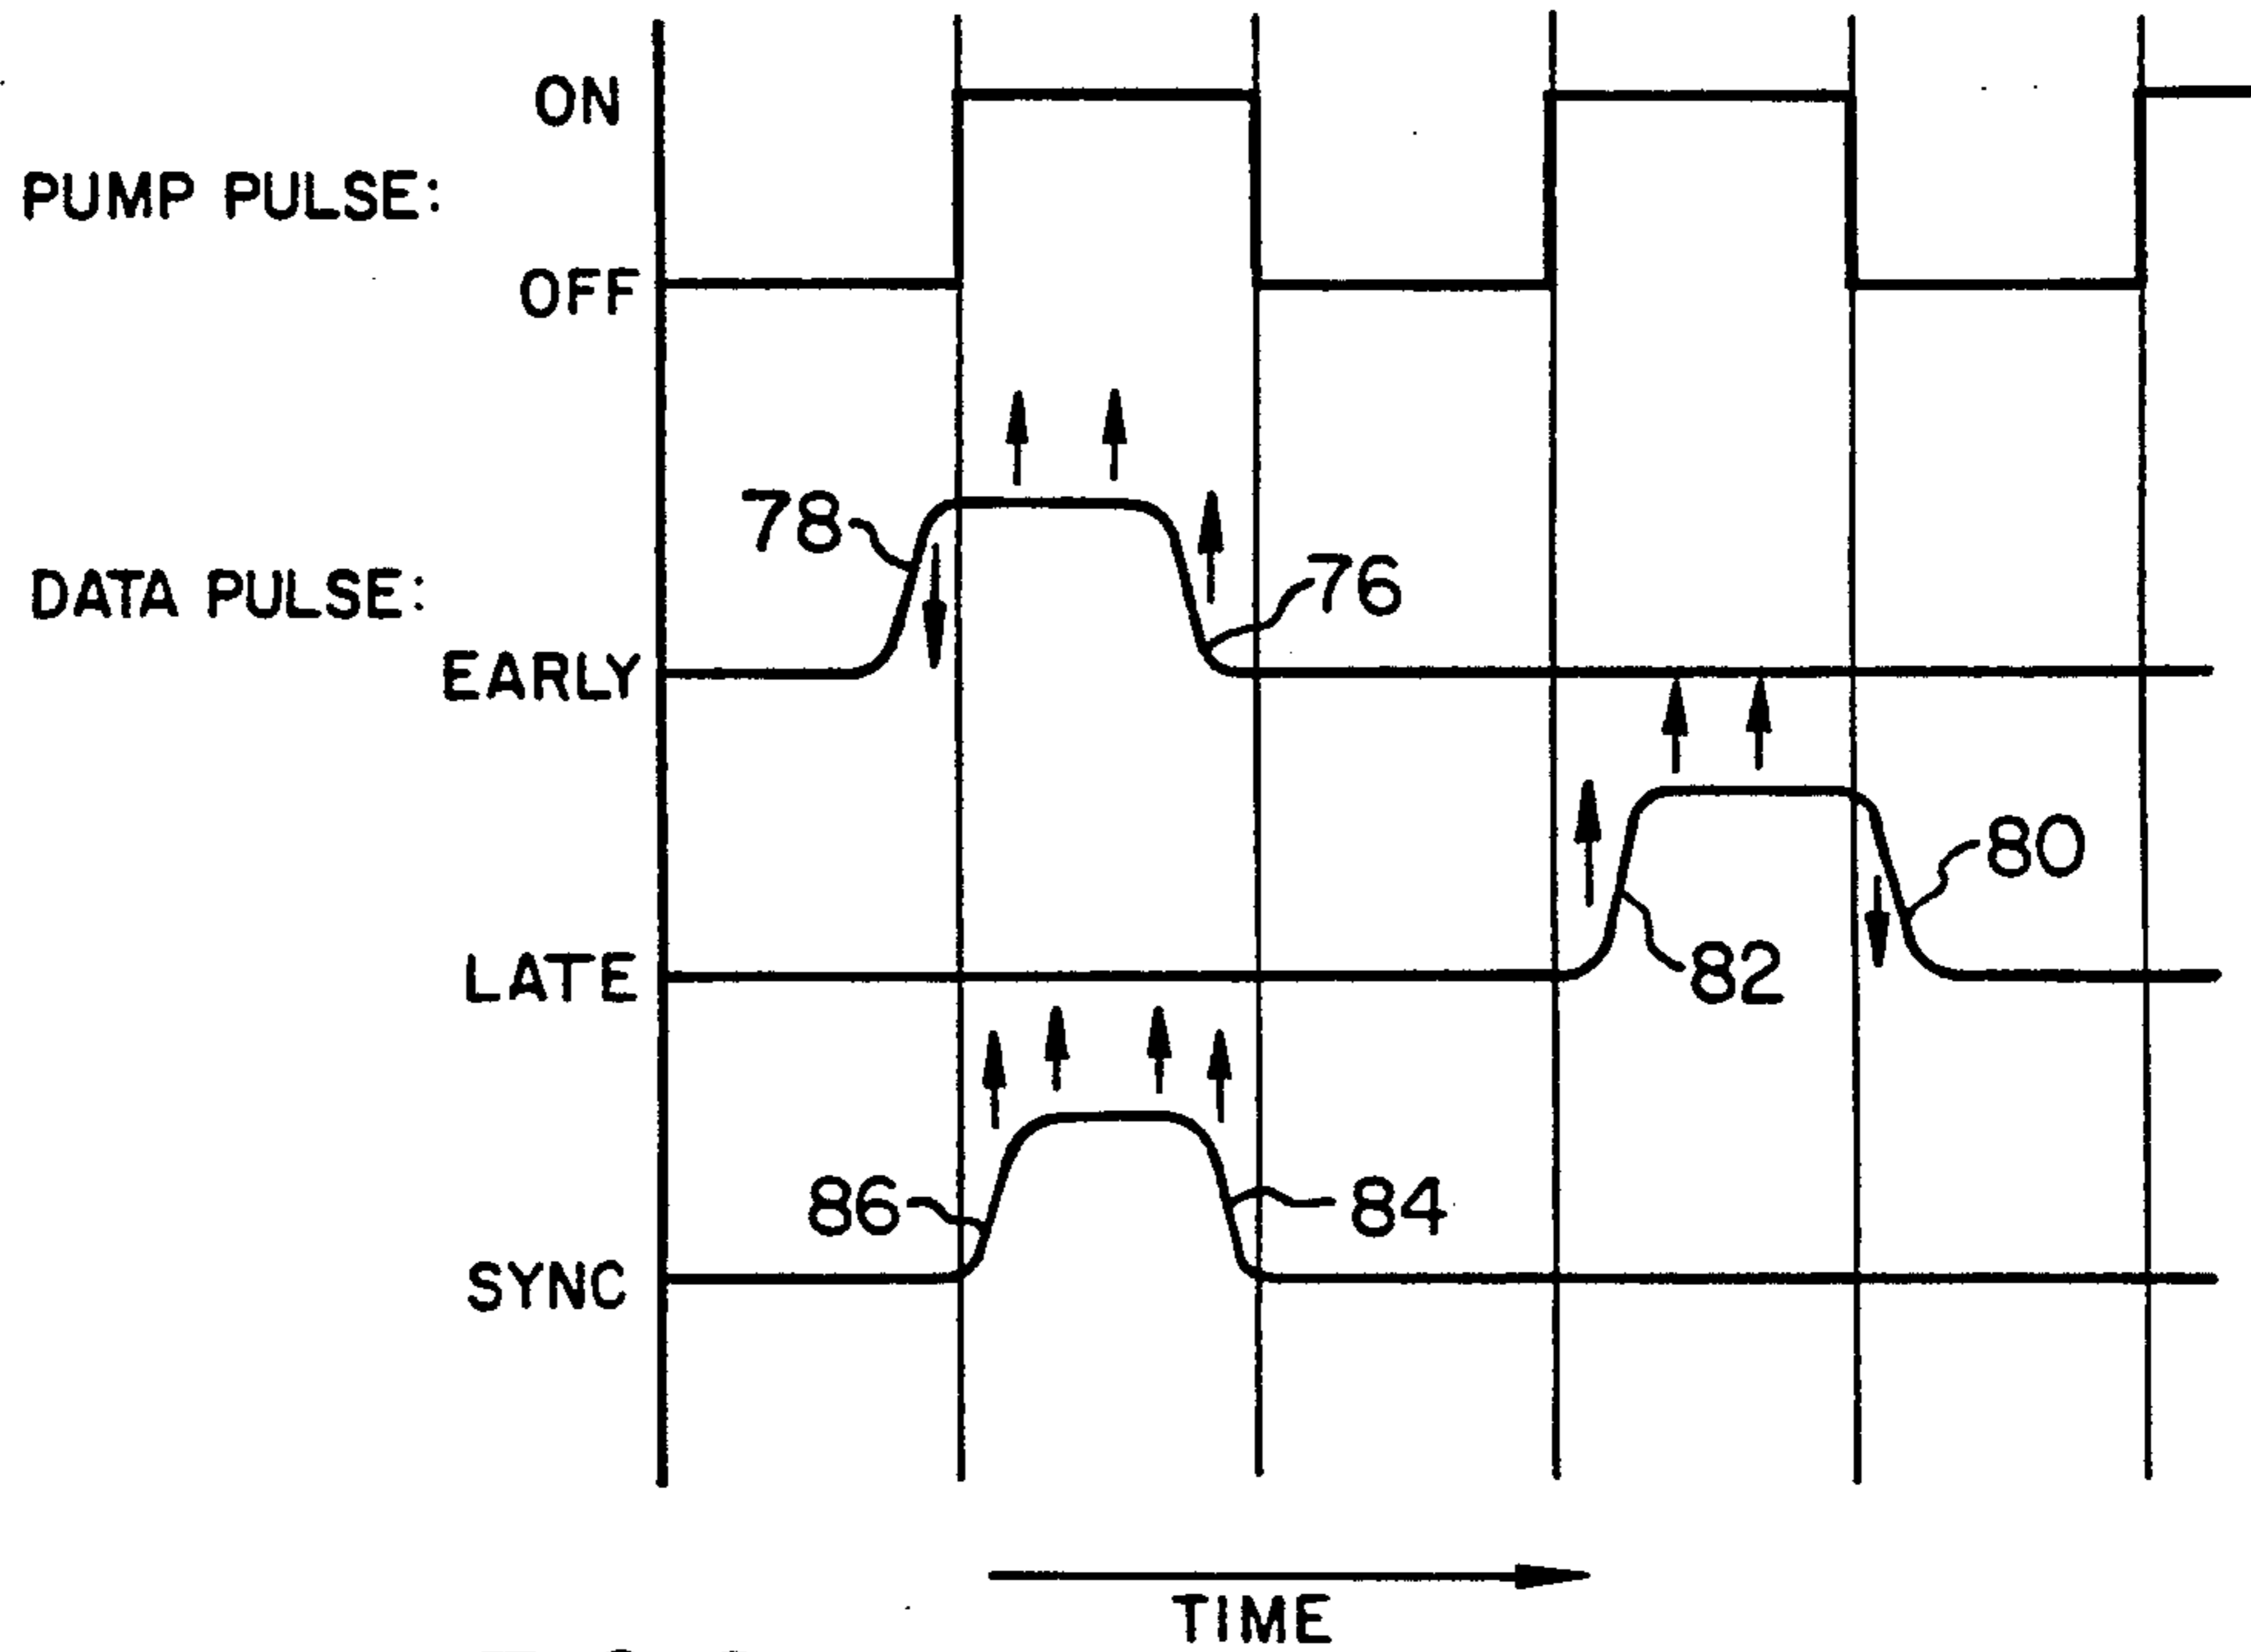 ON
PUMP PULSE:
OFF
78
76
DATA PULSE:
EARLY
80
LATE
82
86
84
SYNC
TIME